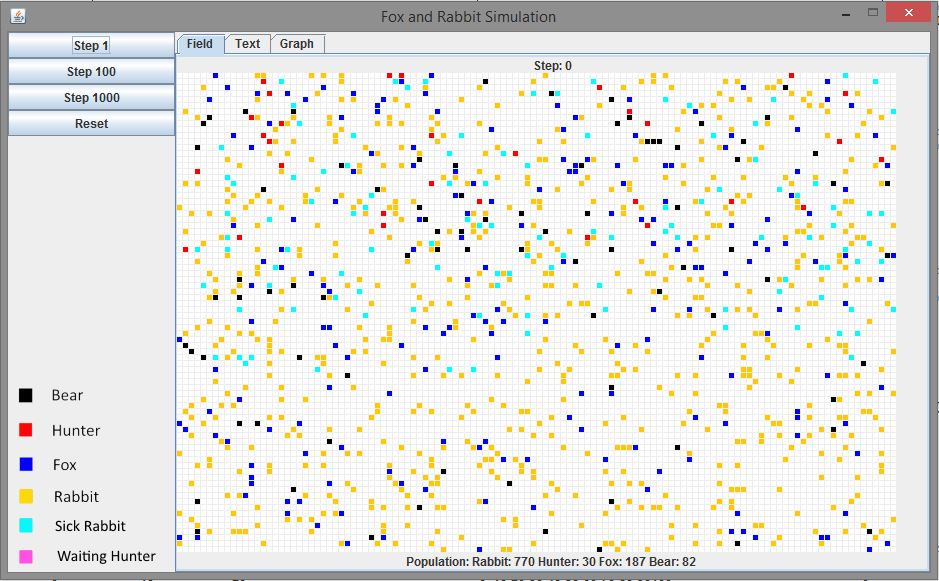 Fox and Rabbit Simulation
Step 1
Step 100
Step 1000
Reset
Field Text Graph
Step: 0
Bear
Hunter
Fox
Rabbit
Sick Rabbit
Waiting Hunter
Population: Rabbit: 770 Hunter: 30 Fox: 187 Bear: 82